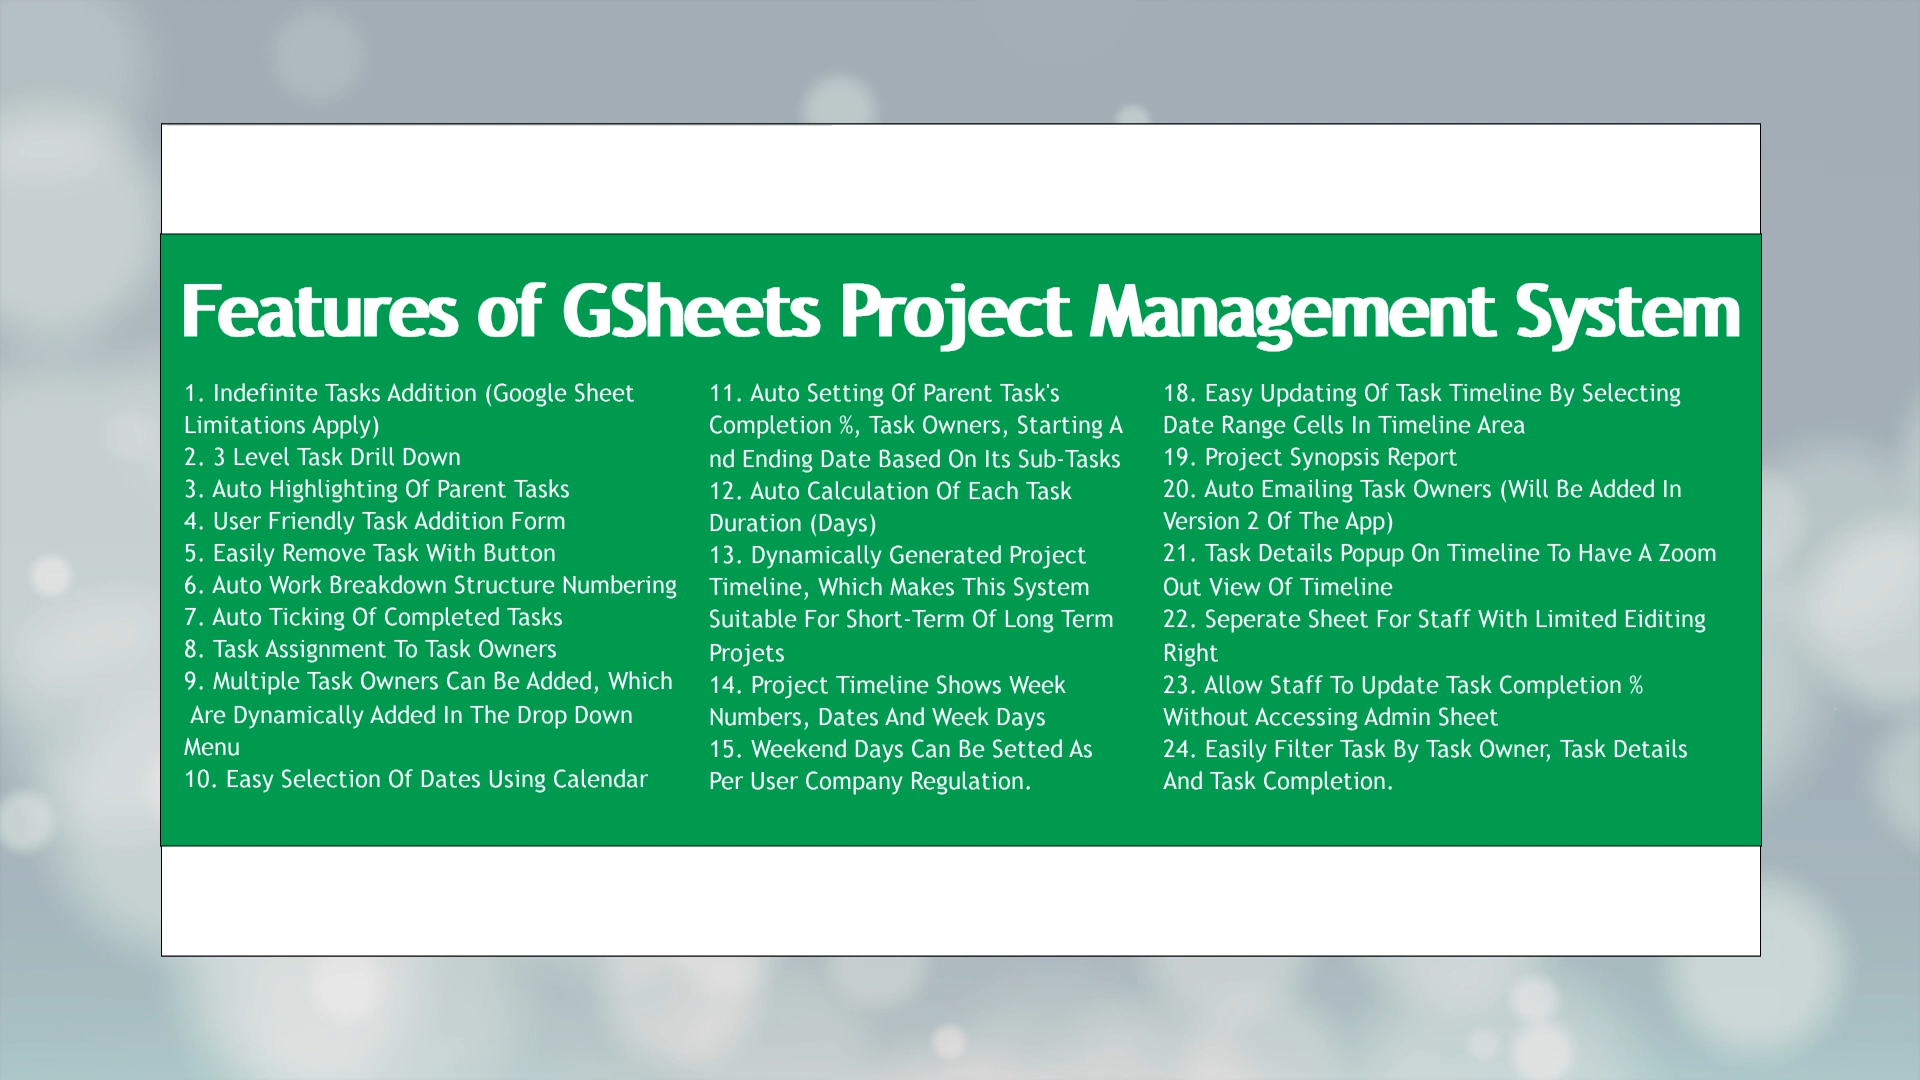 Features of GSheets Project Management System
1. Indefinite Tasks Addition (Google Sheet
Limitations Apply)
2. 3 Level Task Drill Down
3. Auto Highlighting Of Parent Tasks
4. User Friendly Task Addition Form
5. Easily Remove Task With Button
6. Auto Work Breakdown Structure Numbering
7. Auto Ticking Of Completed Tasks
8. Task Assignment To Task Owners
9. Multiple Task Owners Can Be Added, Which
Are Dynamically Added In The Drop Down
Menu
10. Easy Selection Of Dates Using Calendar
11. Auto Setting Of Parent Task's
Completion %, Task Owners, Starting A
nd Ending Date Based On Its Sub-Tasks
12. Auto Calculation Of Each Task
Duration (Days)
13. Dynamically Generated Project
Timeline, Which Makes This System
Suitable For Short-Term Of Long Term
Projets
14. Project Timeline Shows Week
Numbers, Dates And Week Days
15. Weekend Days Can Be Setted As
Per User Company Regulation.
18. Easy Updating Of Task Timeline By Selecting
Date Range Cells In Timeline Area
19. Project Synopsis Report
20. Auto Emailing Task Owners (Will Be Added In
Version 2 Of The App)
21. Task Details Popup On Timeline To Have A Zoom
Out View Of Timeline
22. Seperate Sheet For Staff With Limited Eiditing
Right
23. Allow Staff To Update Task Completion %
Without Accessing Admin Sheet
24. Easily Filter Task By Task Owner, Task Details
And Task Completion.